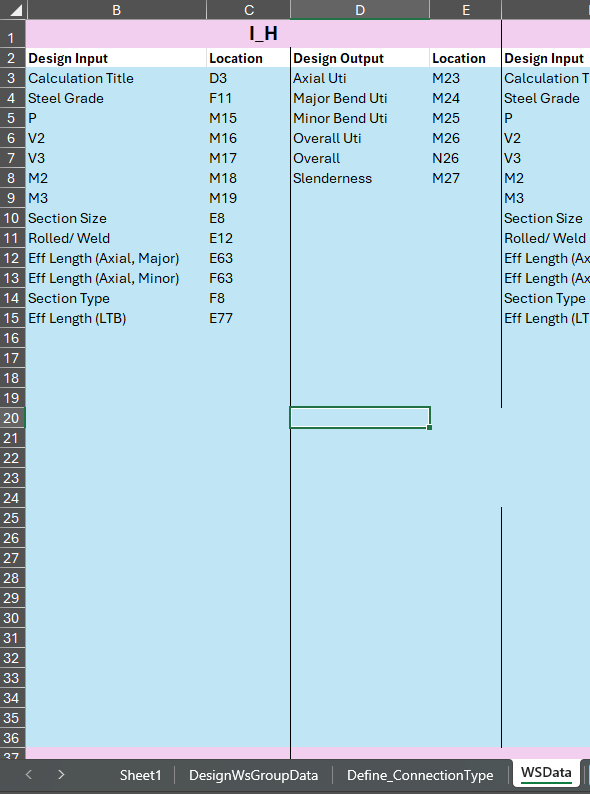 B C D E
1 I_H
2 Design Input Location Design Output Location Design Input
3 Calculation Title D3 Axial Uti M23 Calculation T
4 Steel Grade F11 Major Bend Uti M24 Steel Grade
5 P M15 Minor Bend Uti M25 P
6 V2 M16 Overall Uti M26 V2
7 V3 M17 Overall N26 V3
8 M2 M18 Slenderness M27 M2
9 M3 M19 M3
10 Section Size E8 Section Size
11 Rolled/ Weld E12 Rolled/ Weld
12 Eff Length (Axial, Major) E63 Eff Length (Ax
13 Eff Length (Axial, Minor) F63 Eff Length (Ax
14 Section Type F8 Section Type
15 Eff Length (LTB) E77 Eff Length (LT
16
17
18
19
20
21
22
23
24
25
26
27
28
29
30
31
32
33
34
35
36
37
Sheet1 DesignWsGroupData Define_ConnectionType WSData